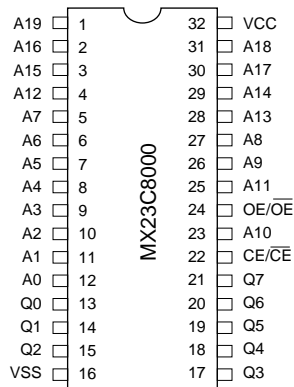 A19 1 32 VCC
A16 2 31 A18
A15 3 30 A17
A12 4 29 A14
A7 5 28 A13
A6 6 27 A8
A5 7 26 A9
A4 8 25 A11
A3 9 24 OE/O̅E̅
A2 10 23 A10
A1 11 22 CE/C̅E̅
A0 12 21 Q7
Q0 13 20 Q6
Q1 14 19 Q5
Q2 15 18 Q4
VSS 16 17 Q3
MX23C8000